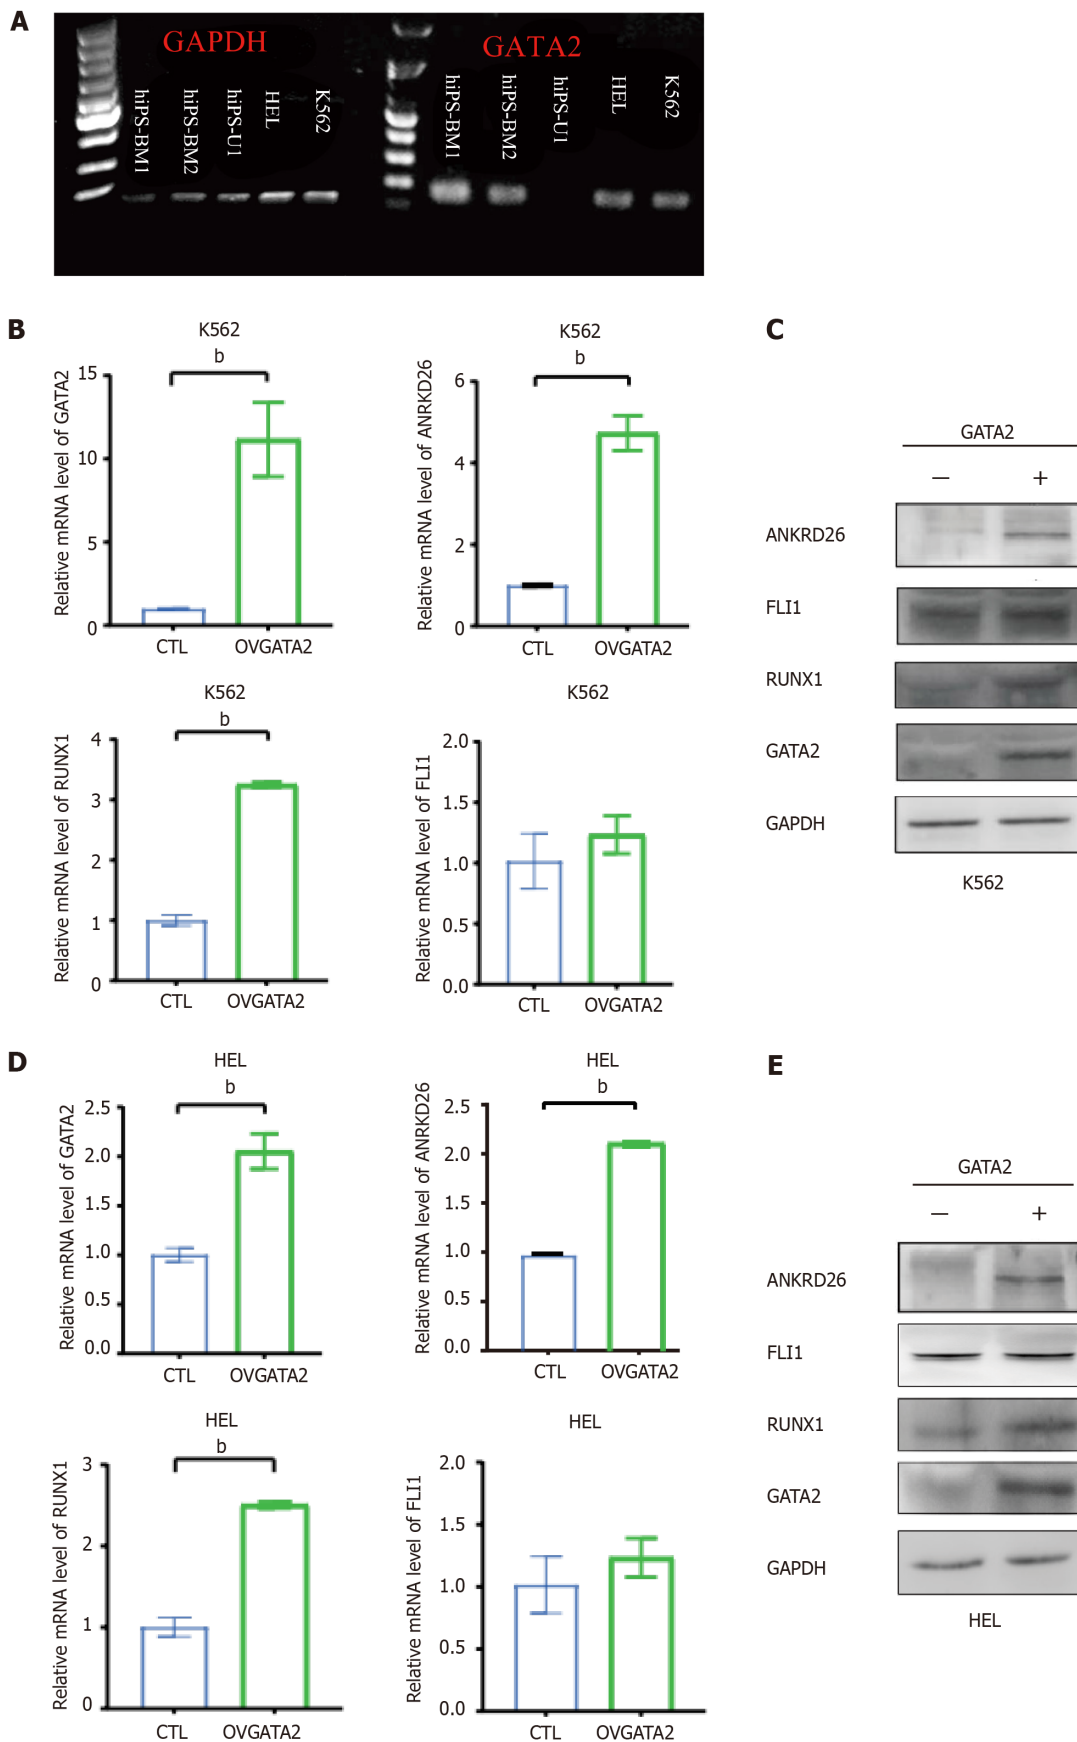 A
GAPDH
GATA2
hiPS-BM1
hiPS-BM2
hiPS-U1
HEL
K562
hiPS-BM1
hiPS-BM2
hiPS-U1
HEL
K562
B
K562
b
Relative mRNA level of GATA2
15
10
5
0
CTL
OVGATA2
K562
b
Relative mRNA level of ANRKD26
6
4
2
0
CTL
OVGATA2
K562
b
Relative mRNA level of RUNX1
4
3
2
1
0
CTL
OVGATA2
K562
Relative mRNA level of FLI1
2.0
1.5
1.0
0.5
0.0
CTL
OVGATA2
C
GATA2
— +
ANKRD26
FLI1
RUNX1
GATA2
GAPDH
K562
D
HEL
b
Relative mRNA level of GATA2
2.5
2.0
1.5
1.0
0.5
0.0
CTL
OVGATA2
HEL
b
Relative mRNA level of ANRKD26
2.5
2.0
1.5
1.0
0.5
0.0
CTL
OVGATA2
HEL
b
Relative mRNA level of RUNX1
3
2
1
0
CTL
OVGATA2
HEL
Relative mRNA level of FLI1
2.0
1.5
1.0
0.5
0.0
CTL
OVGATA2
E
GATA2
— +
ANKRD26
FLI1
RUNX1
GATA2
GAPDH
HEL